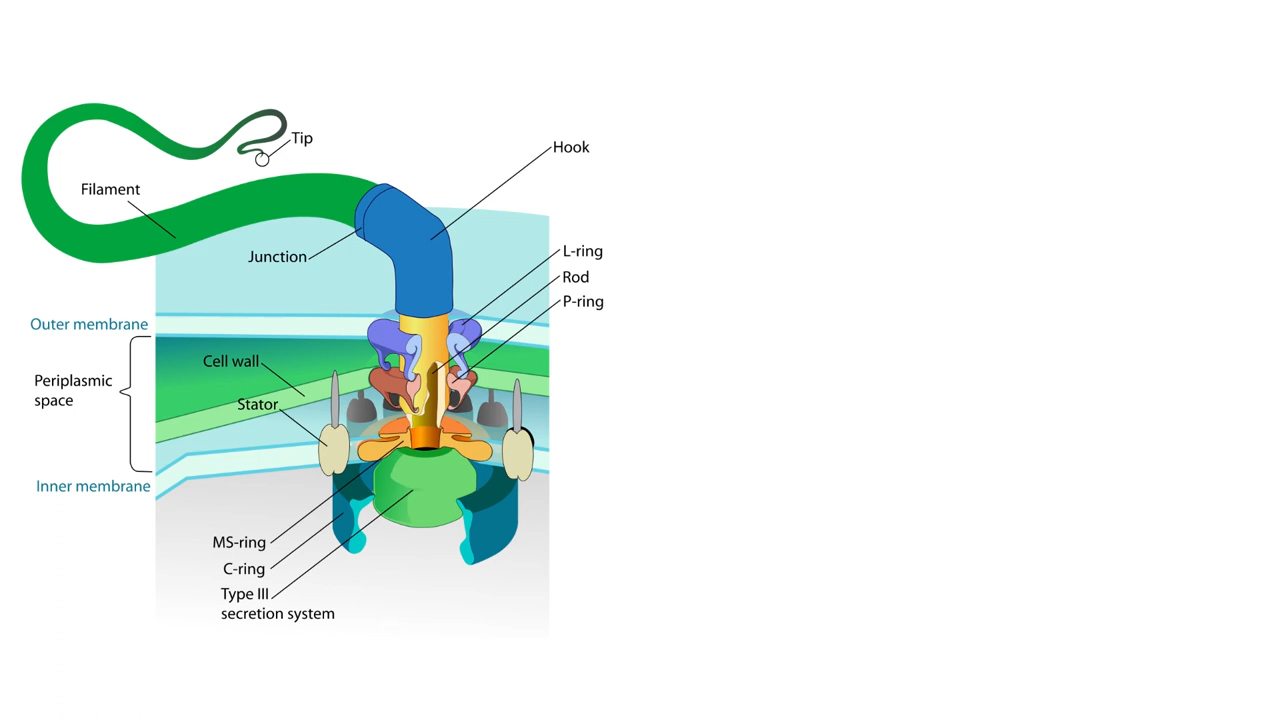 Tip
Hook
Filament
Junction
L-ring
Rod
P-ring
Outer membrane
Cell wall
Periplasmic
space
Stator
Inner membrane
MS-ring
C-ring
Type III
secretion system